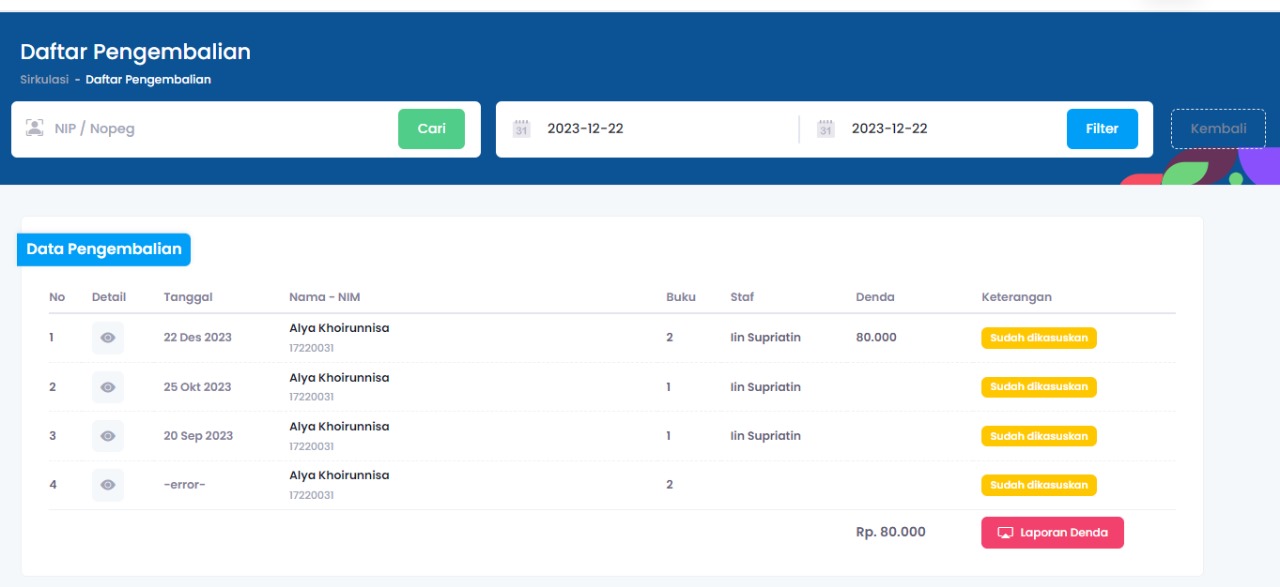 Daftar Pengembalian
Sirkulasi - Daftar Pengembalian
NIP / Nopeg Cari 31 2023-12-22 31 2023-12-22 Filter Kembali
Data Pengembalian
No Detail Tanggal Nama - NIM Buku Staf Denda Keterangan
1 22 Des 2023 Alya Khoirunnisa 2 Iin Supriatin 80.000 Sudah dikasuskan
17220031
2 25 Okt 2023 Alya Khoirunnisa 1 Iin Supriatin Sudah dikasuskan
17220031
3 20 Sep 2023 Alya Khoirunnisa 1 Iin Supriatin Sudah dikasuskan
17220031
4 -error- Alya Khoirunnisa 2 Sudah dikasuskan
17220031
Rp. 80.000 Laporan Denda